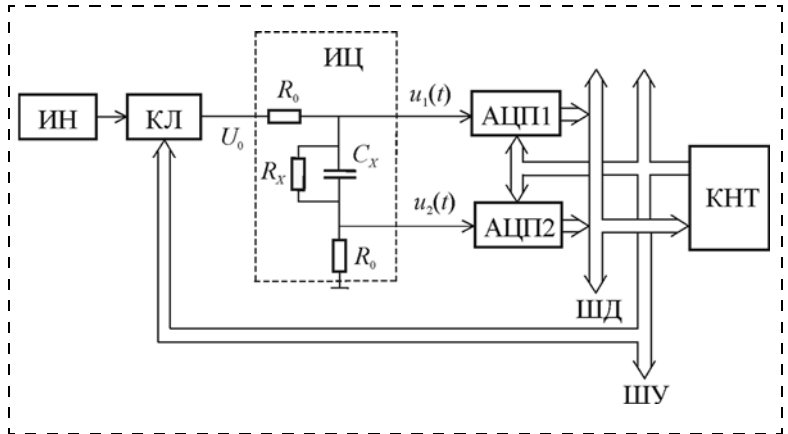 ИЦ
ИН
КЛ
U₀
R₀
u₁(t)
АЦП1
Rₓ
Cₓ
u₂(t)
АЦП2
R₀
КНТ
ШД
ШУ